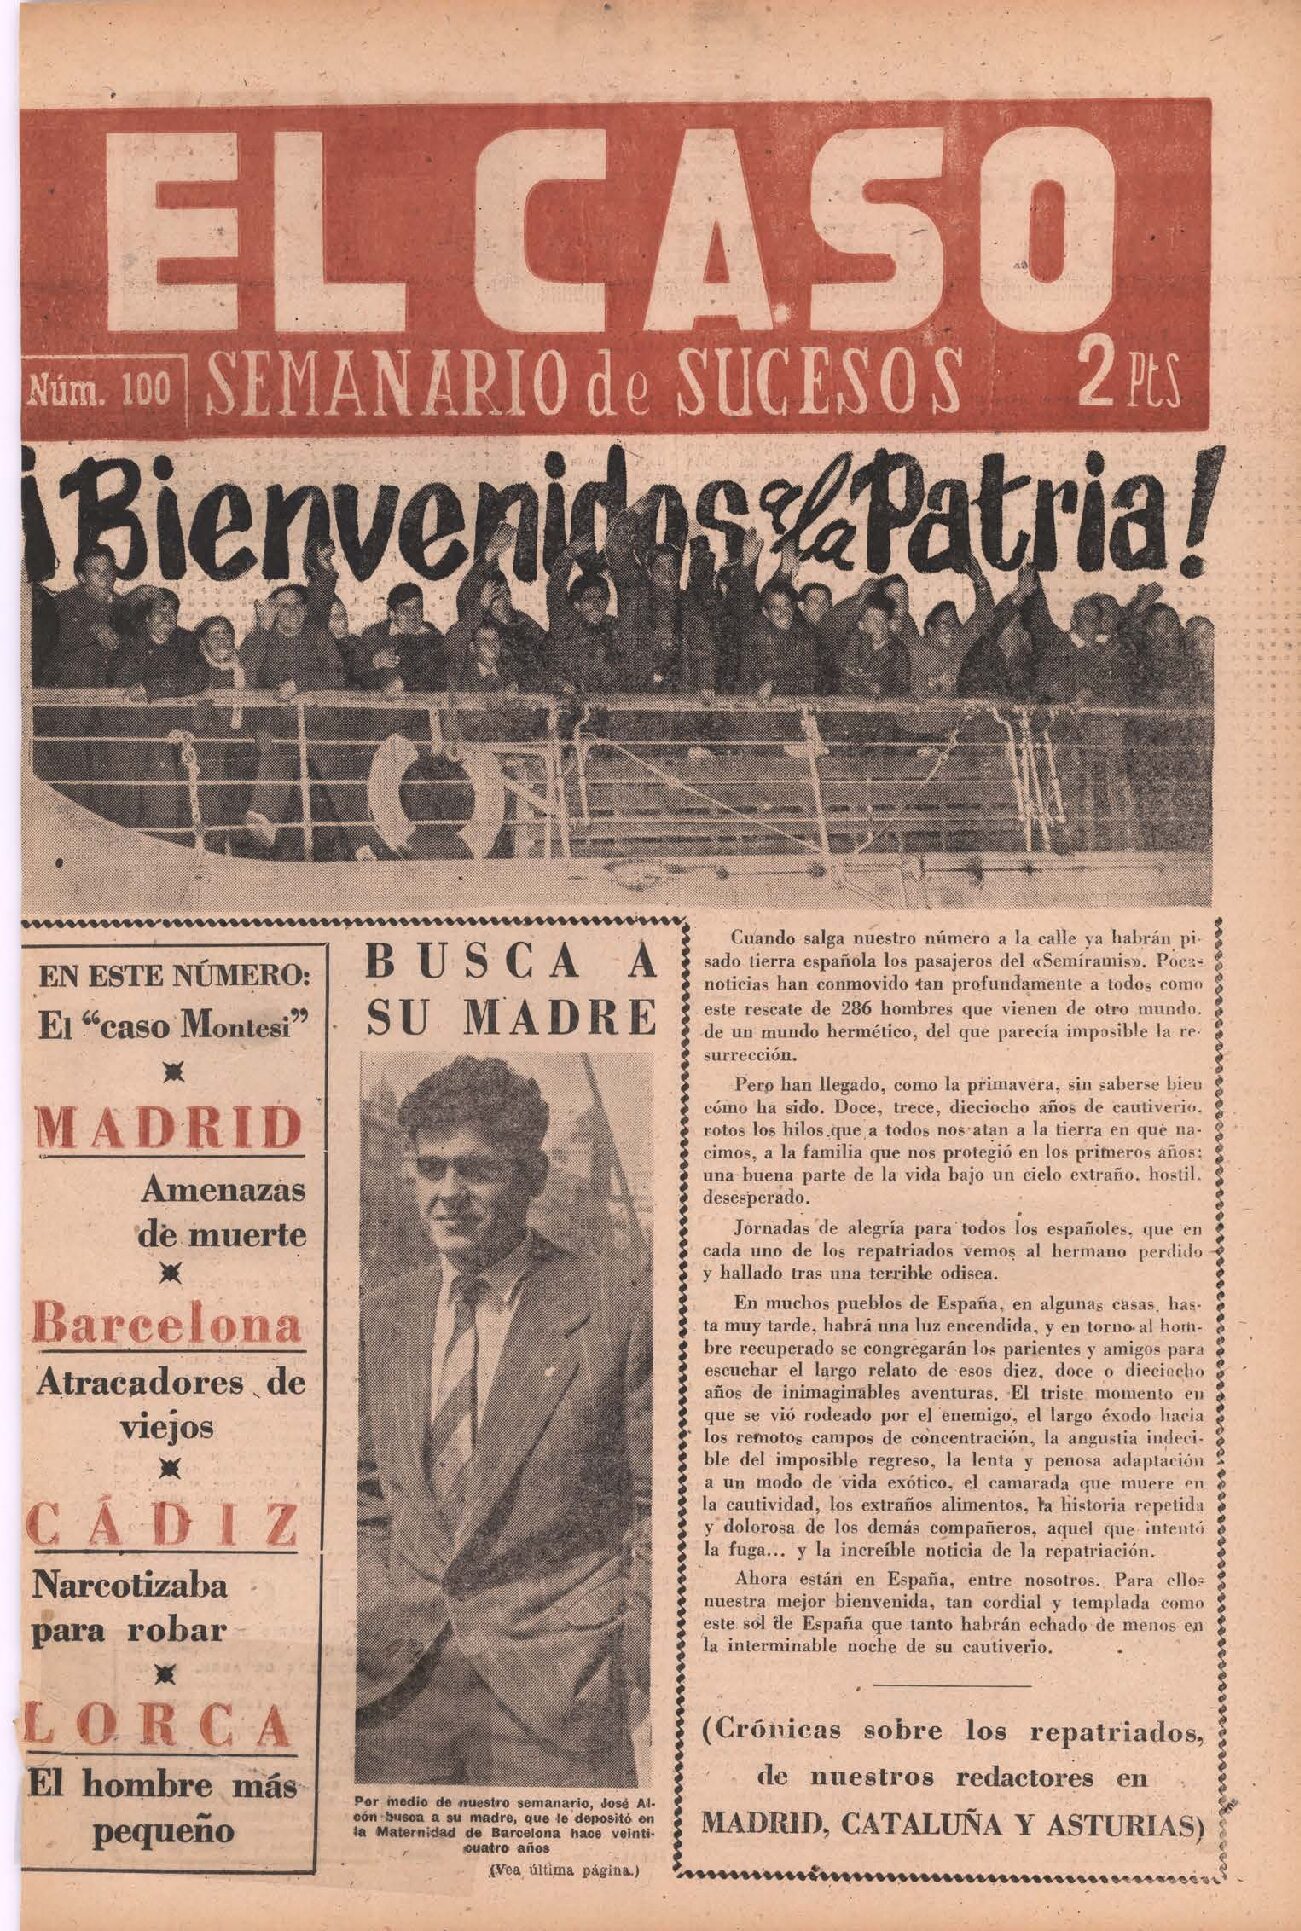 EL CASO
Núm. 100
SEMANARIO de SUCESOS
2 Pts
¡Bienvenidos a la Patria!
EN ESTE NÚMERO:
El “caso Montesi”
MADRID
Amenazas
de muerte
Barcelona
Atracadores de
viejos
CÁDIZ
Narcotizaba
para robar
LORCA
El hombre más
pequeño
BUSCA A
SU MADRE
Por medio de nuestro semanario, José Al-
cón busca a su madre, que le depositó en
la Maternidad de Barcelona hace veinti-
cuatro años
(Vea última página.)
Cuando salga nuestro número a la calle ya habrán pi-
sado tierra española los pasajeros del «Semíramis». Pocas
noticias han conmovido tan profundamente a todos como
este rescate de 286 hombres que vienen de otro mundo,
de un mundo hermético, del que parecía imposible la re-
surrección.
Pero han llegado, como la primavera, sin saberse bien
cómo ha sido. Doce, trece, dieciocho años de cautiverio,
rotos los hilos que a todos nos atan a la tierra en que na-
cimos, a la familia que nos protegió en los primeros años;
una buena parte de la vida bajo un cielo extraño, hostil,
desesperado.
Jornadas de alegría para todos los españoles, que en
cada uno de los repatriados vemos al hermano perdido
y hallado tras una terrible odisea.
En muchos pueblos de España, en algunas casas, has-
ta muy tarde, habrá una luz encendida, y en torno al hom-
bre recuperado se congregarán los parientes y amigos para
escuchar el largo relato de esos diez, doce o dieciocho
años de inimaginables aventuras. El triste momento en
que se vió rodeado por el enemigo, el largo éxodo hacia
los remotos campos de concentración, la angustia indeci-
ble del imposible regreso, la lenta y penosa adaptación
a un modo de vida exótico, el camarada que muere en
la cautividad, los extraños alimentos, la historia repetida
y dolorosa de los demás compañeros, aquel que intentó
la fuga... y la increíble noticia de la repatriación.
Ahora están en España, entre nosotros. Para ellos
nuestra mejor bienvenida, tan cordial y templada como
este sol de España que tanto habrán echado de menos en
la interminable noche de su cautiverio.
(Crónicas sobre los repatriados,
de nuestros redactores en
MADRID, CATALUÑA Y ASTURIAS)